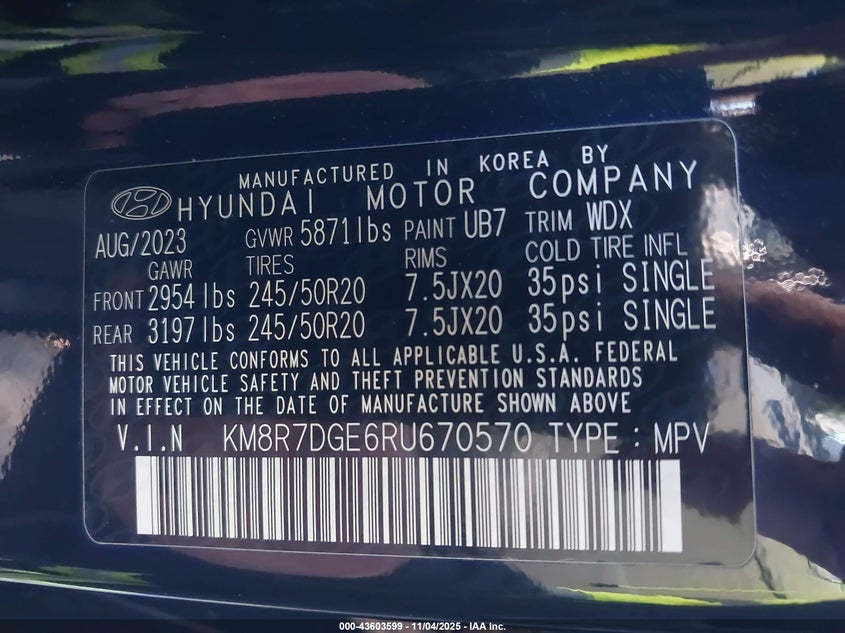 MANUFACTURED IN KOREA BY
HYUNDAI MOTOR COMPANY
AUG/2023 GVWR 5871lbs PAINT UB7 TRIM WDX
GAWR TIRES RIMS COLD TIRE INFL
FRONT 2954lbs 245/50R20 7.5JX20 35psi SINGLE
REAR 3197lbs 245/50R20 7.5JX20 35psi SINGLE
THIS VEHICLE CONFORMS TO ALL APPLICABLE U.S.A. FEDERAL
MOTOR VEHICLE SAFETY AND THEFT PREVENTION STANDARDS
IN EFFECT ON THE DATE OF MANUFACTURE SHOWN ABOVE
V.I.N KM8R7DGE6RU670570 TYPE : MPV
000-43603599 - 11/04/2025 - IAA Inc.